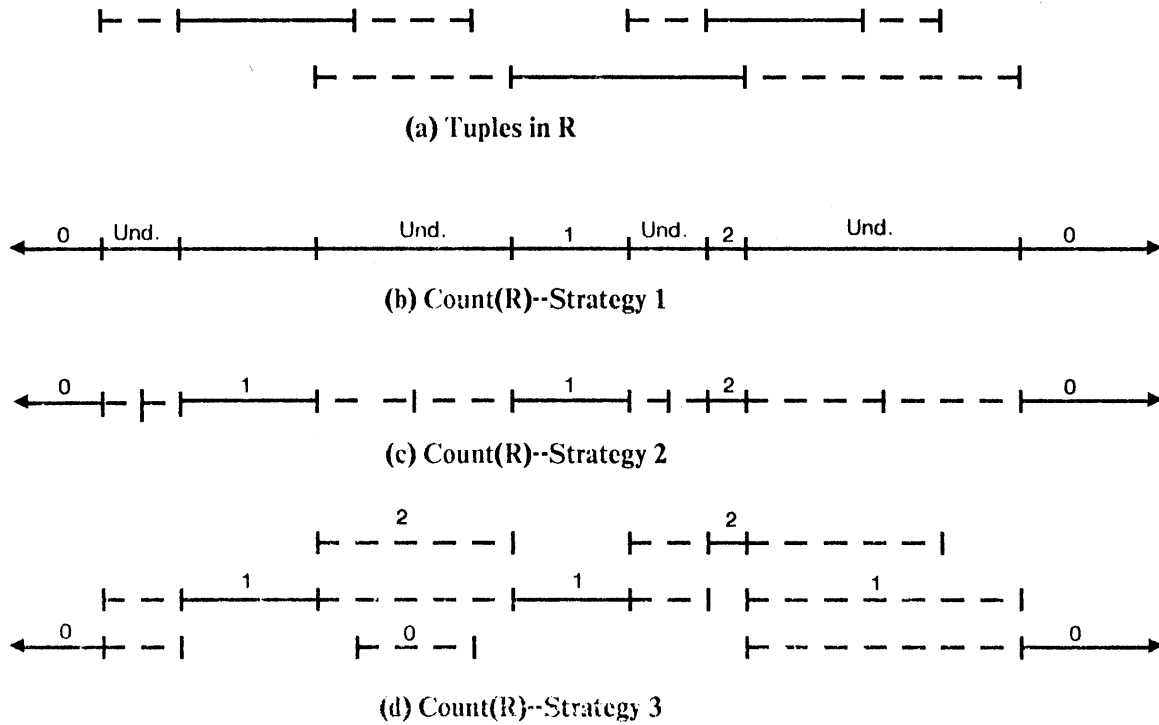 (a) Tuples in R
0 Und. Und. 1 Und. 2 Und. 0
(b) Count(R)--Strategy 1
0 1 1 2 0
(c) Count(R)--Strategy 2
2 2
1 1 1
0 0 0
(d) Count(R)--Strategy 3